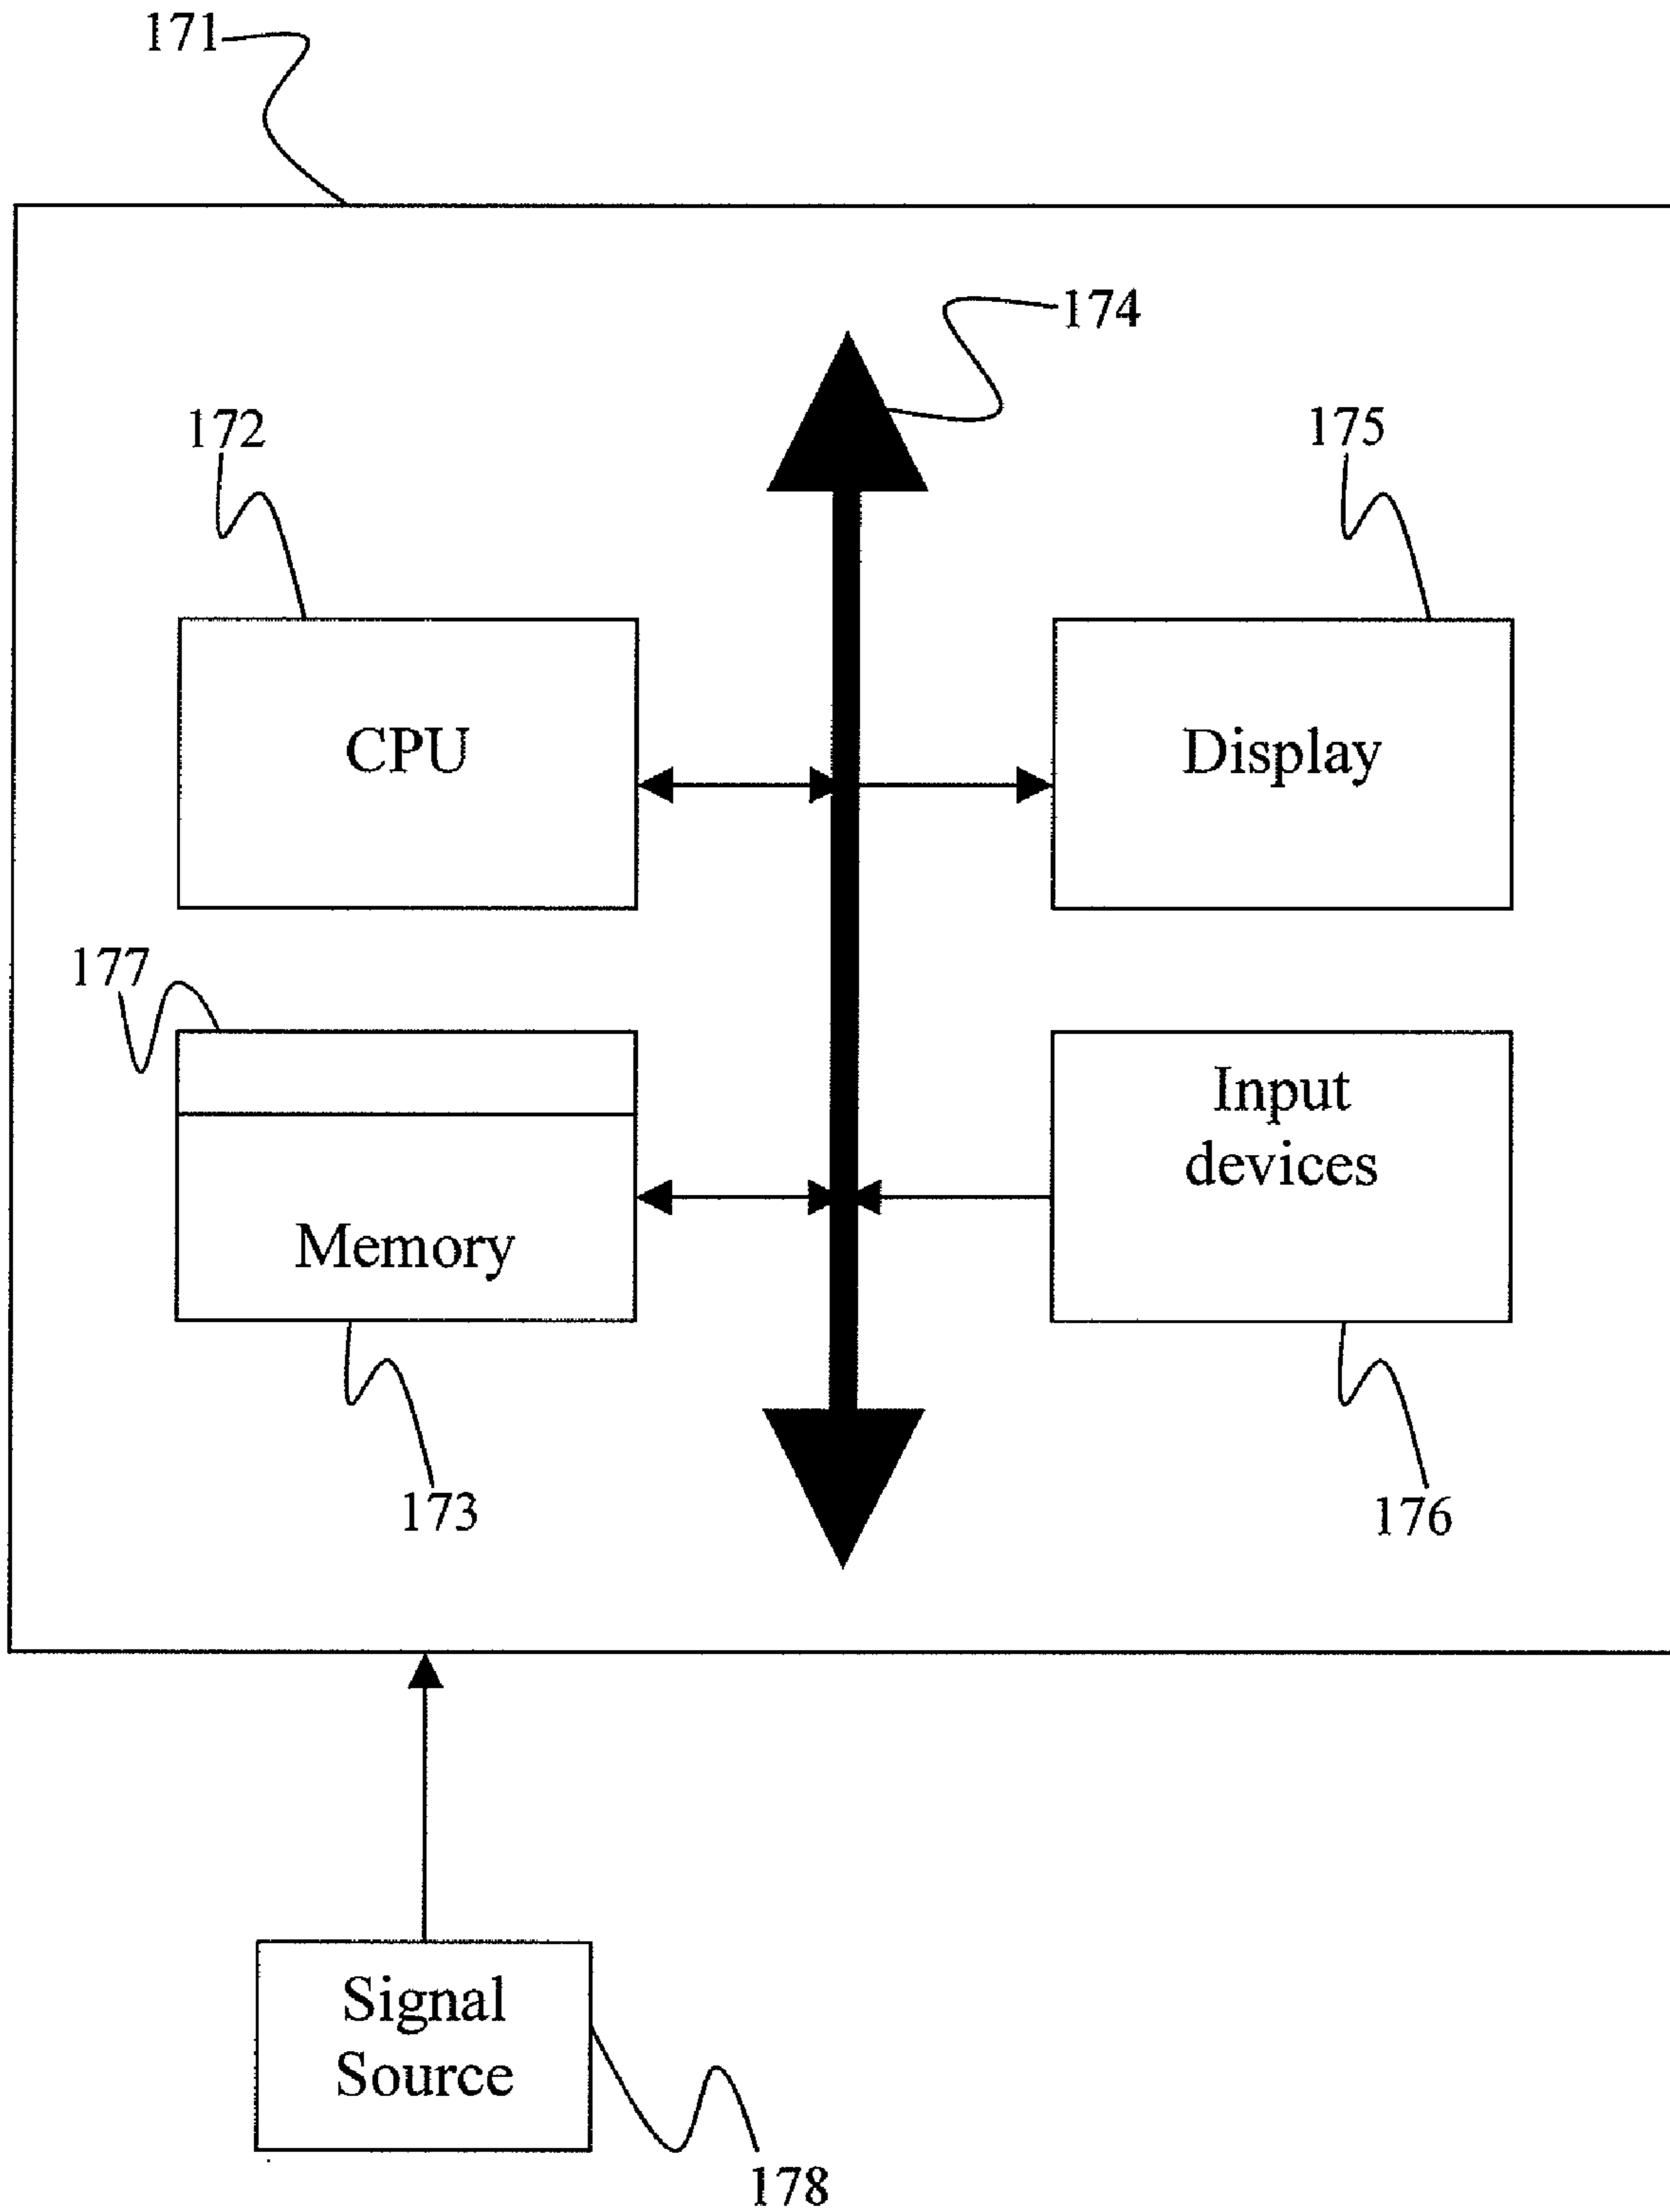 171
174
172
175
CPU
Display
177
Input
devices
Memory
173
176
Signal
Source
178